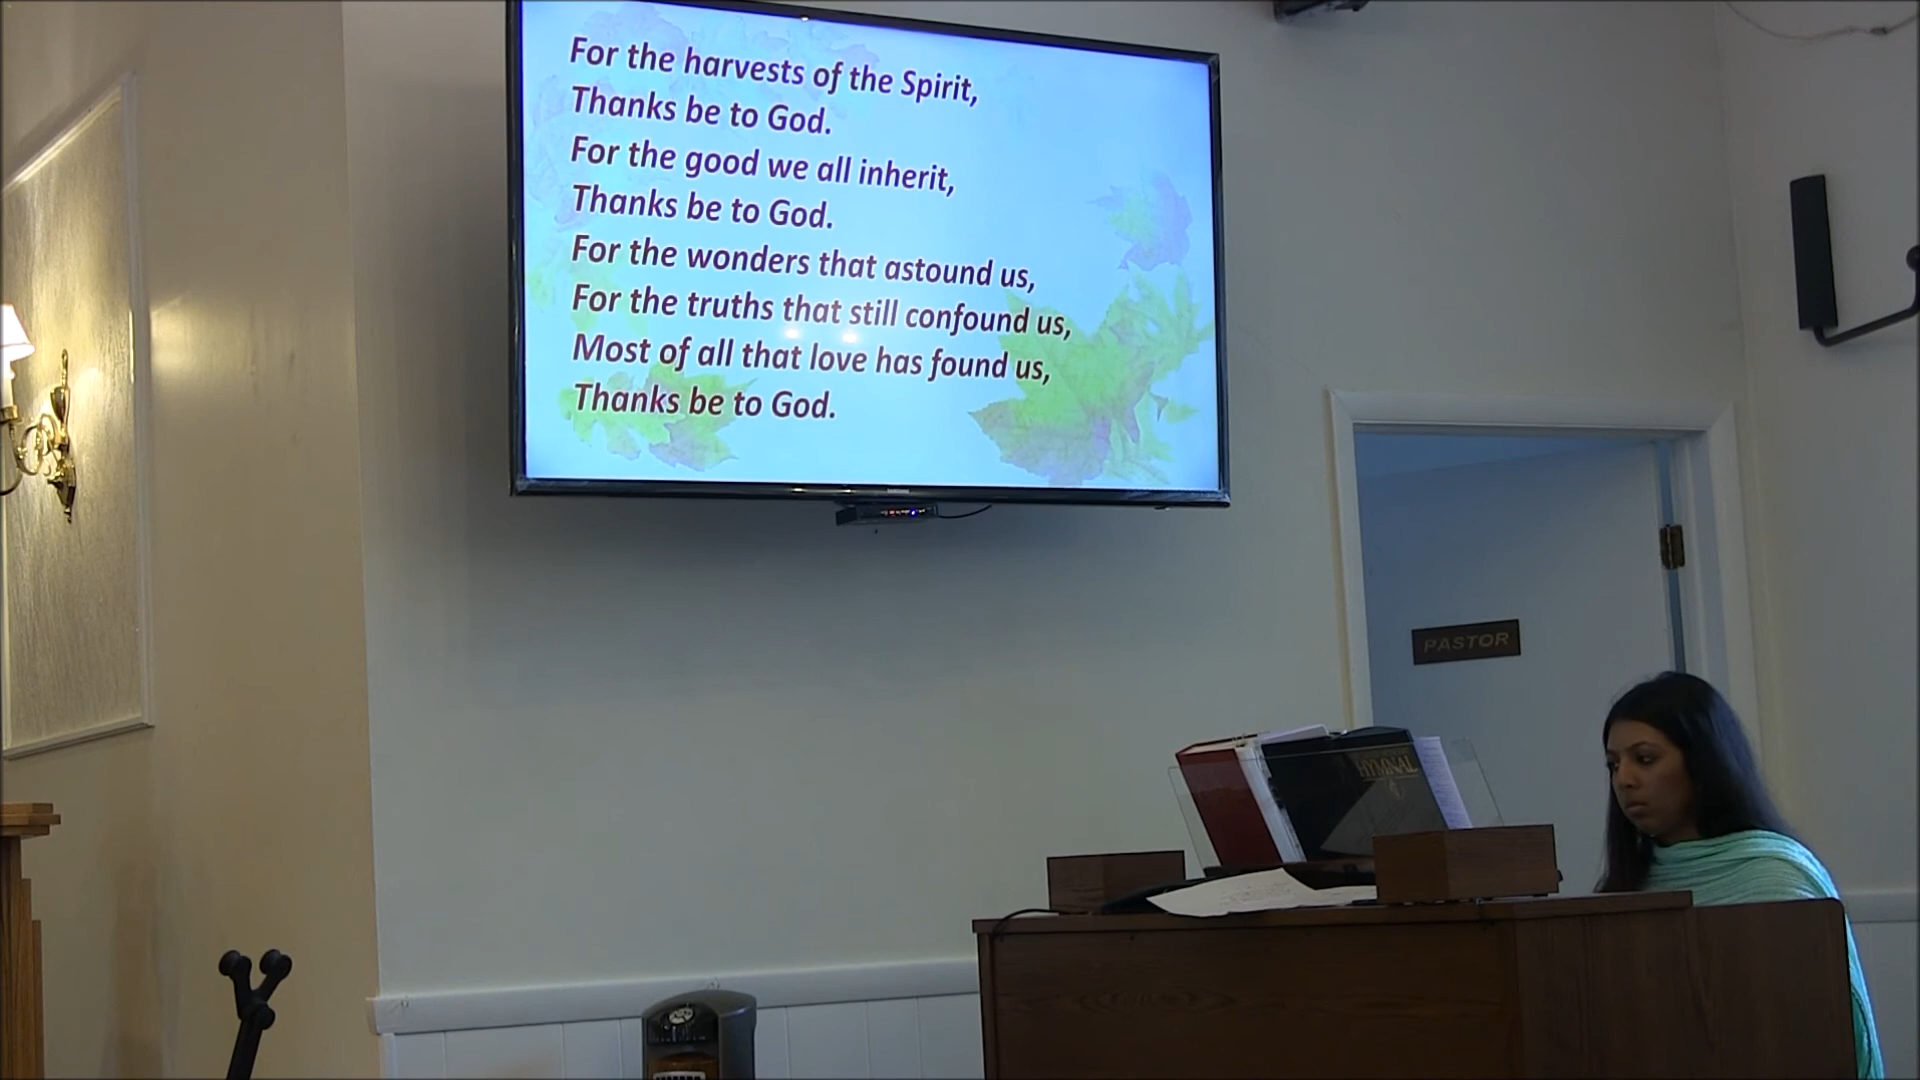 For the harvests of the Spirit,
Thanks be to God.
For the good we all inherit,
Thanks be to God.
For the wonders that astound us,
For the truths that still confound us,
Most of all that love has found us,
Thanks be to God.
PASTOR
HYMNAL